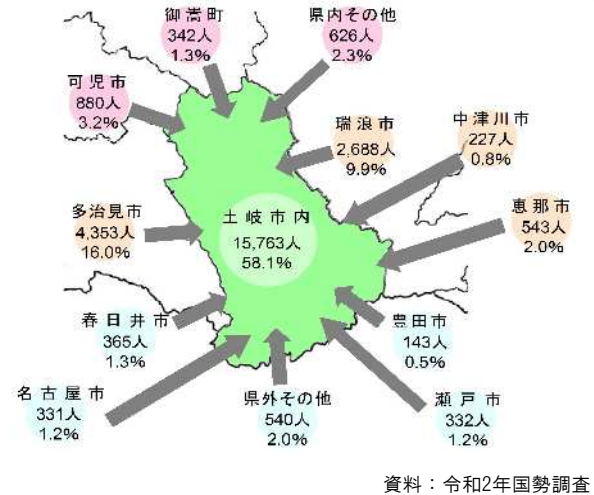 御嵩町
342人
1.3%
県内その他
626人
2.3%
可児市
880人
3.2%
瑞浪市
2,688人
9.9%
中津川市
227人
0.8%
多治見市
4,353人
16.0%
土岐市内
15,763人
58.1%
恵那市
543人
2.0%
春日井市
365人
1.3%
豊田市
143人
0.5%
名古屋市
331人
1.2%
県外その他
540人
2.0%
瀬戸市
332人
1.2%
資料：令和2年国勢調査